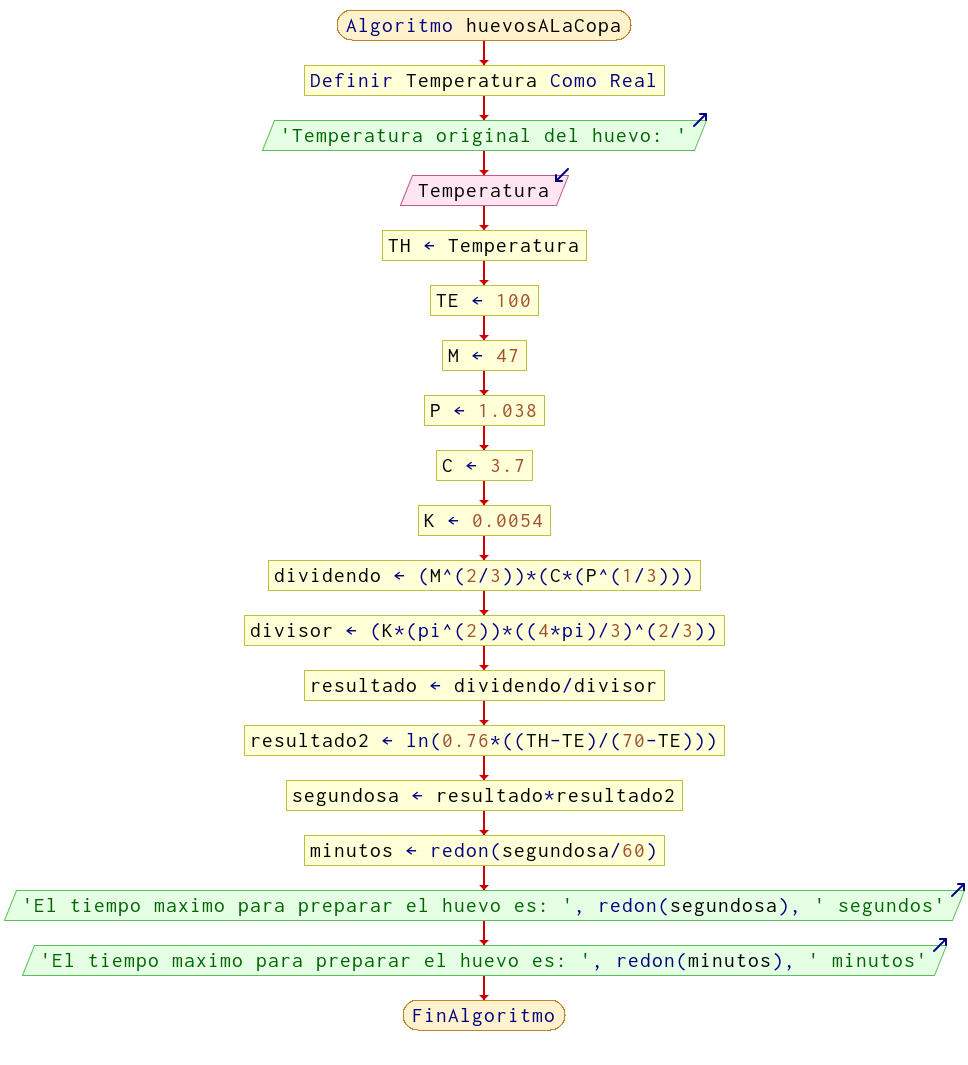 Algoritmo huevosALaCopa
Definir Temperatura Como Real
'Temperatura original del huevo: '
Temperatura
TH ← Temperatura
TE ← 100
M ← 47
P ← 1.038
C ← 3.7
K ← 0.0054
dividendo ← (M^(2/3))*(C*(P^(1/3)))
divisor ← (K*(pi^(2))*((4*pi)/3)^(2/3))
resultado ← dividendo/divisor
resultado2 ← ln(0.76*((TH-TE)/(70-TE)))
segundosa ← resultado*resultado2
minutos ← redon(segundosa/60)
'El tiempo maximo para preparar el huevo es: ', redon(segundosa), ' segundos'
'El tiempo maximo para preparar el huevo es: ', redon(minutos), ' minutos'
FinAlgoritmo